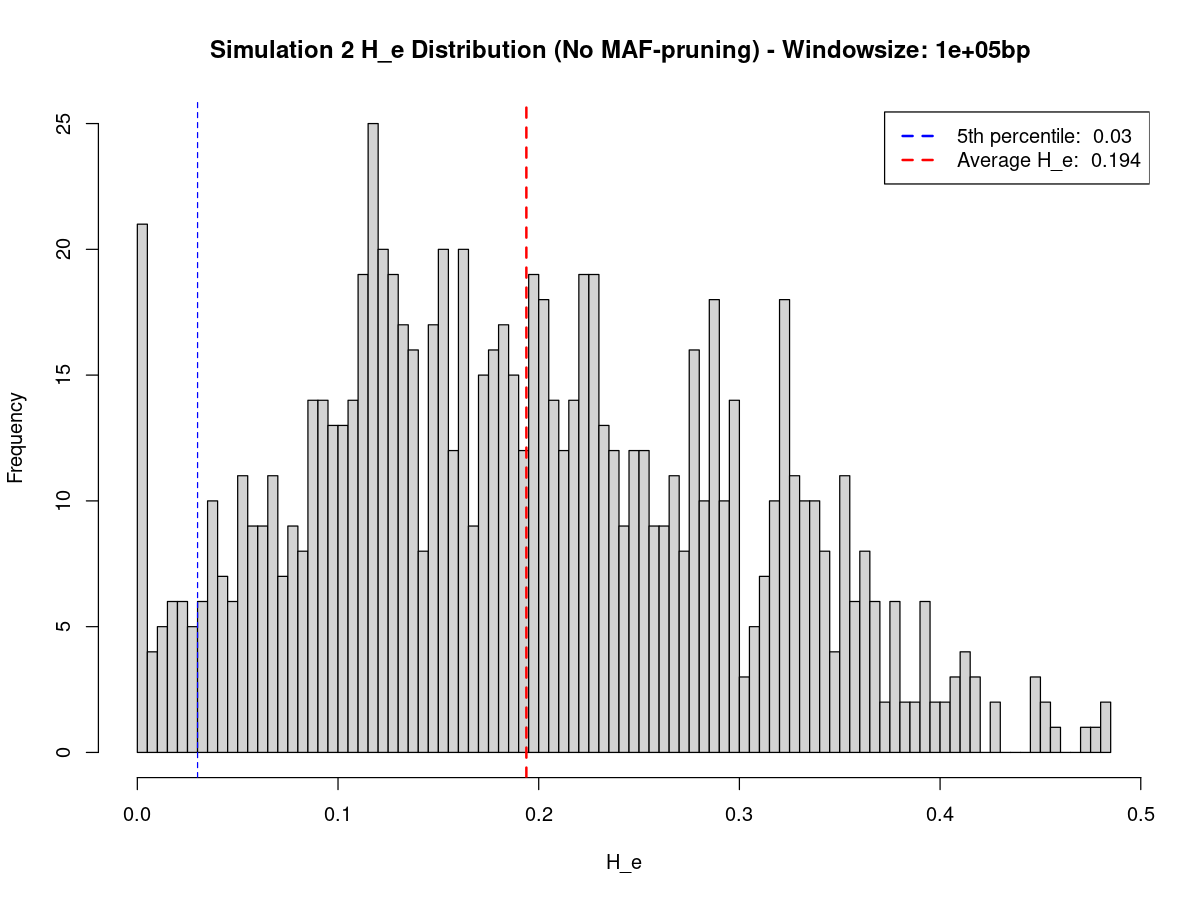 Simulation 2 H_e Distribution (No MAF-pruning) - Windowsize: 1e+05bp
5th percentile: 0.03
Average H_e: 0.194
25
20
15
10
5
0
Frequency
0.0 0.1 0.2 0.3 0.4 0.5
H_e